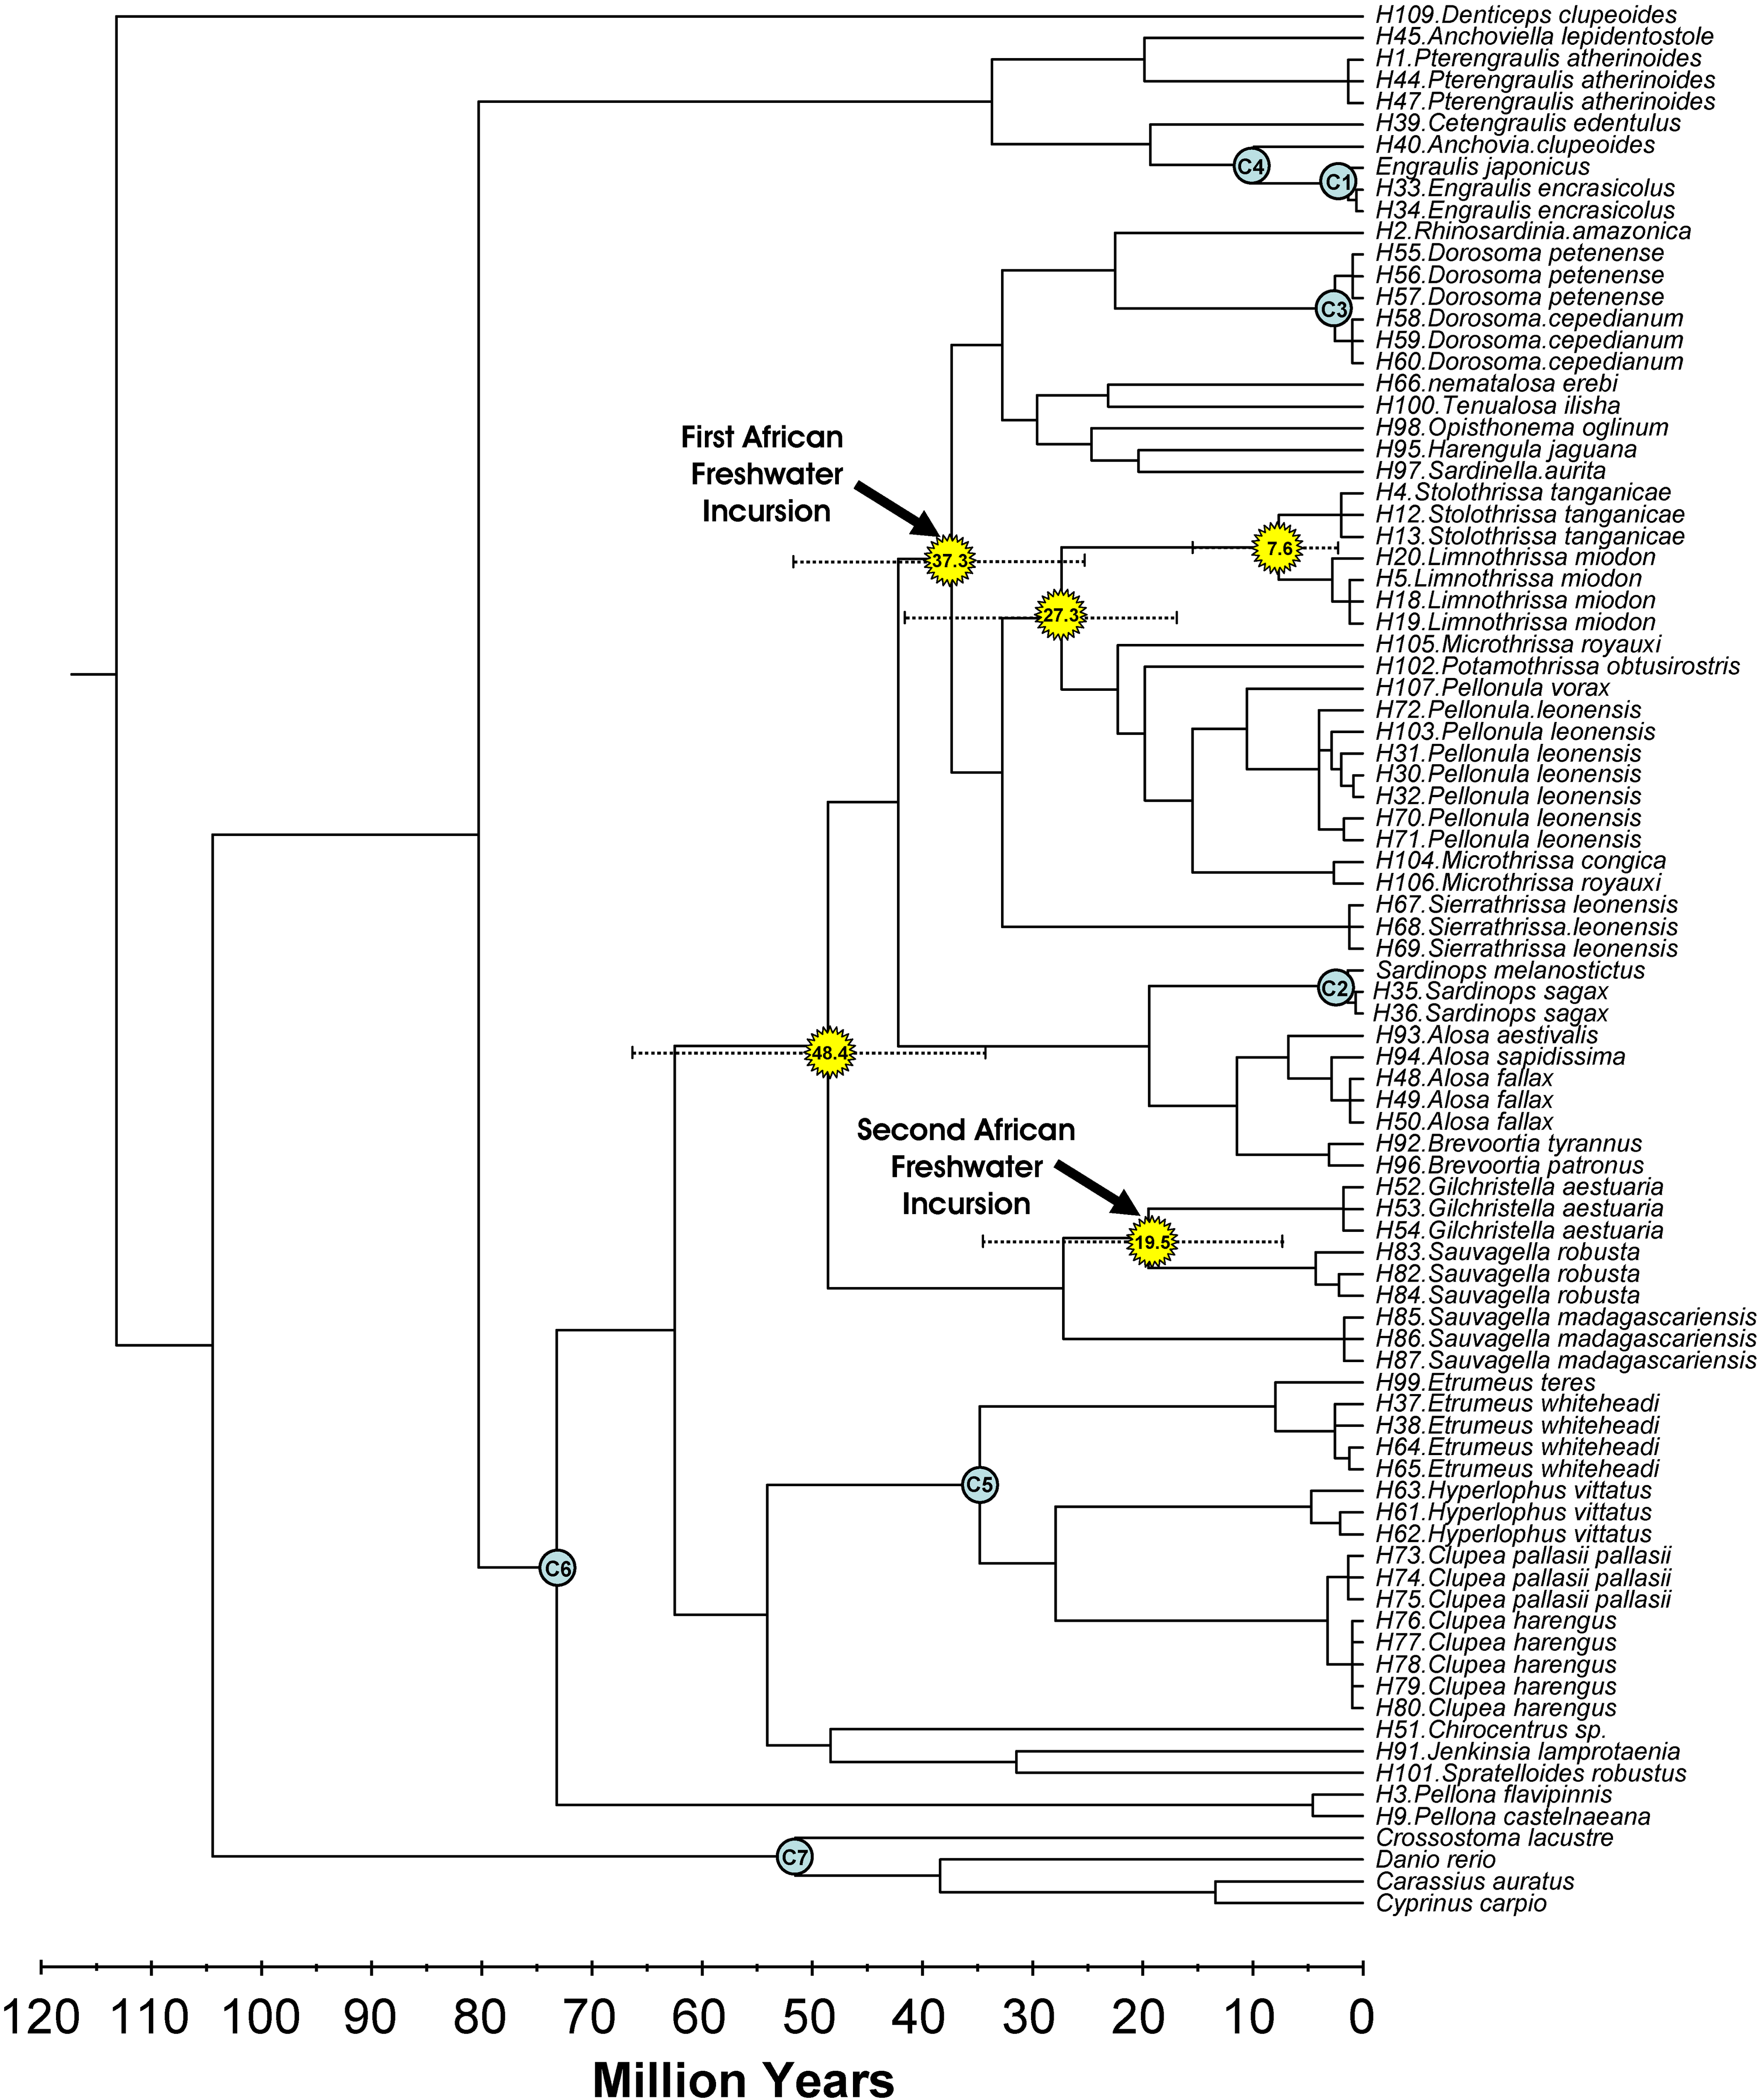 H109.Denticeps clupeoides
H45.Anchoviella lepidentostole
H1.Pterengraulis atherinoides
H44.Pterengraulis atherinoides
H47.Pterengraulis atherinoides
H39.Cetengraulis edentulus
H40.Anchovia.clupeoides
C4
Engraulis japonicus
C1
H33.Engraulis encrasicolus
H34.Engraulis encrasicolus
H2.Rhinosardinia.amazonica
H55.Dorosoma petenense
H56.Dorosoma petenense
H57.Dorosoma petenense
C3
H58.Dorosoma.cepedianum
H59.Dorosoma.cepedianum
H60.Dorosoma.cepedianum
H66.nematalosa erebi
H100.Tenualosa ilisha
H98.Opisthonema oglinum
H95.Harengula jaguana
H97.Sardinella.aurita
First African
Freshwater
Incursion
H4.Stolothrissa tanganicae
H12.Stolothrissa tanganicae
H13.Stolothrissa tanganicae
7.6
37.3
H20.Limnothrissa miodon
H5.Limnothrissa miodon
H18.Limnothrissa miodon
27.3
H19.Limnothrissa miodon
H105.Microthrissa royauxi
H102.Potamothrissa obtusirostris
H107.Pellonula vorax
H72.Pellonula.leonensis
H103.Pellonula leonensis
H31.Pellonula leonensis
H30.Pellonula leonensis
H32.Pellonula leonensis
H70.Pellonula leonensis
H71.Pellonula leonensis
H104.Microthrissa congica
H106.Microthrissa royauxi
H67.Sierrathrissa leonensis
H68.Sierrathrissa.leonensis
H69.Sierrathrissa leonensis
Sardinops melanostictus
C2
H35.Sardinops sagax
H36.Sardinops sagax
H93.Alosa aestivalis
48.4
H94.Alosa sapidissima
H48.Alosa fallax
H49.Alosa fallax
H50.Alosa fallax
H92.Brevoortia tyrannus
H96.Brevoortia patronus
Second African
Freshwater
Incursion
H52.Gilchristella aestuaria
H53.Gilchristella aestuaria
H54.Gilchristella aestuaria
19.5
H83.Sauvagella robusta
H82.Sauvagella robusta
H84.Sauvagella robusta
H85.Sauvagella madagascariensis
H86.Sauvagella madagascariensis
H87.Sauvagella madagascariensis
H99.Etrumeus teres
H37.Etrumeus whiteheadi
H38.Etrumeus whiteheadi
H64.Etrumeus whiteheadi
H65.Etrumeus whiteheadi
C5
H63.Hyperlophus vittatus
H61.Hyperlophus vittatus
H62.Hyperlophus vittatus
H73.Clupea pallasii pallasii
C6
H74.Clupea pallasii pallasii
H75.Clupea pallasii pallasii
H76.Clupea harengus
H77.Clupea harengus
H78.Clupea harengus
H79.Clupea harengus
H80.Clupea harengus
H51.Chirocentrus sp.
H91.Jenkinsia lamprotaenia
H101.Spratelloides robustus
H3.Pellona flavipinnis
H9.Pellona castelnaeana
Crossostoma lacustre
C7
Danio rerio
Carassius auratus
Cyprinus carpio
120 110 100 90 80 70 60 50 40 30 20 10 0
Million Years